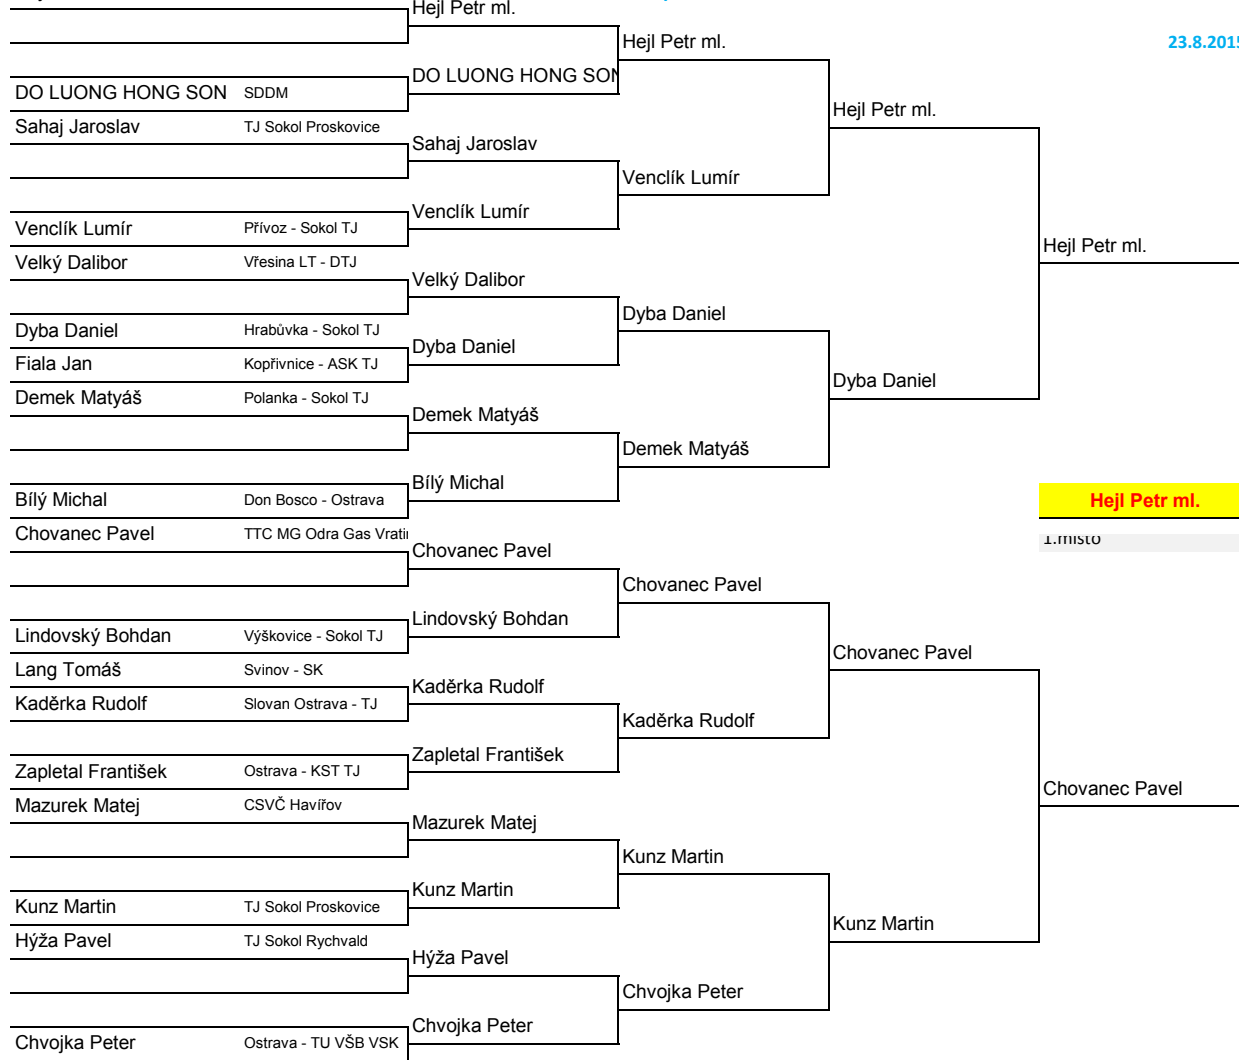 Hejl Petr ml.
Hejl Petr ml.
23.8.2015
DO LUONG HONG SON
DO LUONG HONG SON SDDM
Hejl Petr ml.
Sahaj Jaroslav TJ Sokol Proskovice
Sahaj Jaroslav
Venclík Lumír
Venclík Lumír
Venclík Lumír Přívoz - Sokol TJ
Hejl Petr ml.
Velký Dalibor Vřesina LT - DTJ
Velký Dalibor
Dyba Daniel
Dyba Daniel Hrabůvka - Sokol TJ
Dyba Daniel
Fiala Jan Kopřivnice - ASK TJ
Dyba Daniel
Demek Matyáš Polanka - Sokol TJ
Demek Matyáš
Demek Matyáš
Bílý Michal
Bílý Michal Don Bosco - Ostrava
Hejl Petr ml.
Chovanec Pavel TTC MG Odra Gas Vrati
1.místo
Chovanec Pavel
Chovanec Pavel
Lindovský Bohdan
Lindovský Bohdan Výškovice - Sokol TJ
Chovanec Pavel
Lang Tomáš Svinov - SK
Kaděrka Rudolf
Kaděrka Rudolf Slovan Ostrava - TJ
Kaděrka Rudolf
Zapletal František
Zapletal František Ostrava - KST TJ
Chovanec Pavel
Mazurek Matej CSVČ Havířov
Mazurek Matej
Kunz Martin
Kunz Martin
Kunz Martin TJ Sokol Proskovice
Kunz Martin
Hýža Pavel TJ Sokol Rychvald
Hýža Pavel
Chvojka Peter
Chvojka Peter
Chvojka Peter Ostrava - TU VŠB VSK